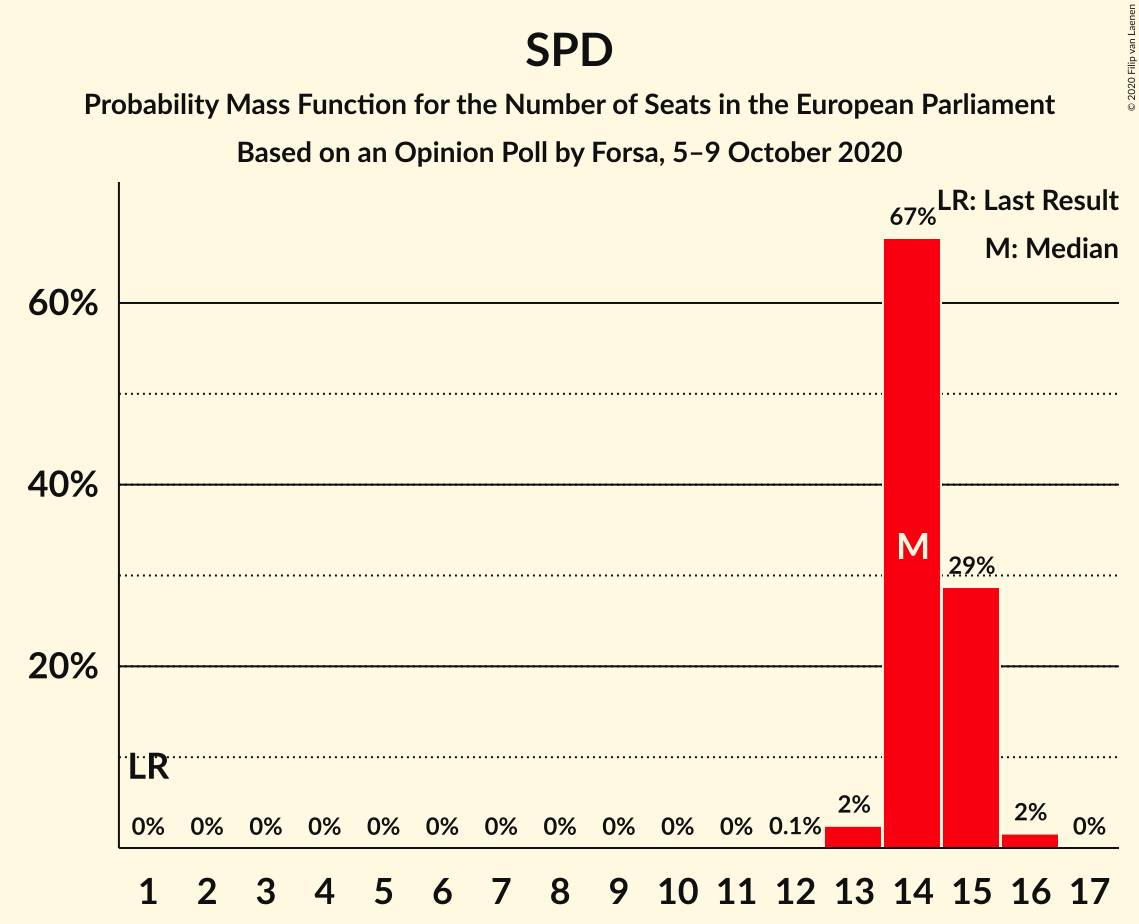 SPD
Probability Mass Function for the Number of Seats in the European Parliament
Based on an Opinion Poll by Forsa, 5–9 October 2020
© 2020 Filip van Laenen
LR: Last Result
M: Median
67%
60%
40%
M
29%
20%
LR
0% 0% 0% 0% 0% 0% 0% 0% 0% 0% 0% 0.1% 2% 2% 0%
1 2 3 4 5 6 7 8 9 10 11 12 13 14 15 16 17